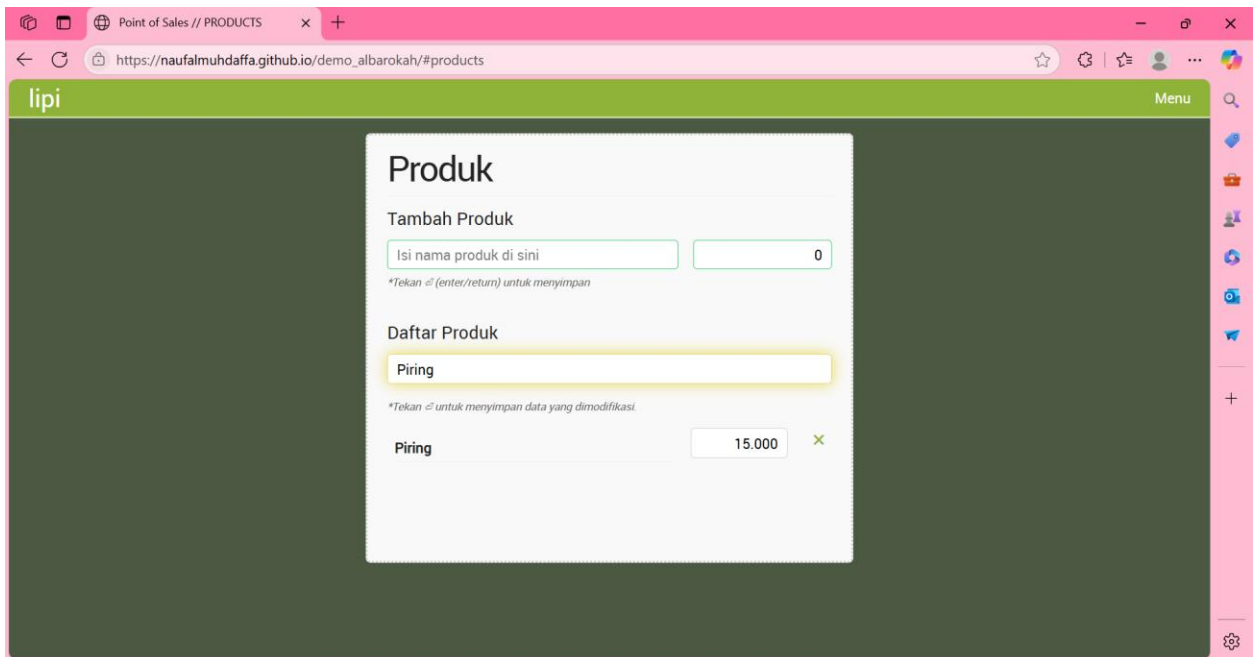 Point of Sales // PRODUCTS
https://naufalmuhdaffa.github.io/demo_albarokah/#products
lipi
Menu
Produk
Tambah Produk
Isi nama produk di sini
0
*Tekan ⏎ (enter/return) untuk menyimpan
Daftar Produk
Piring
*Tekan ⏎ untuk menyimpan data yang dimodifikasi.
Piring
15.000